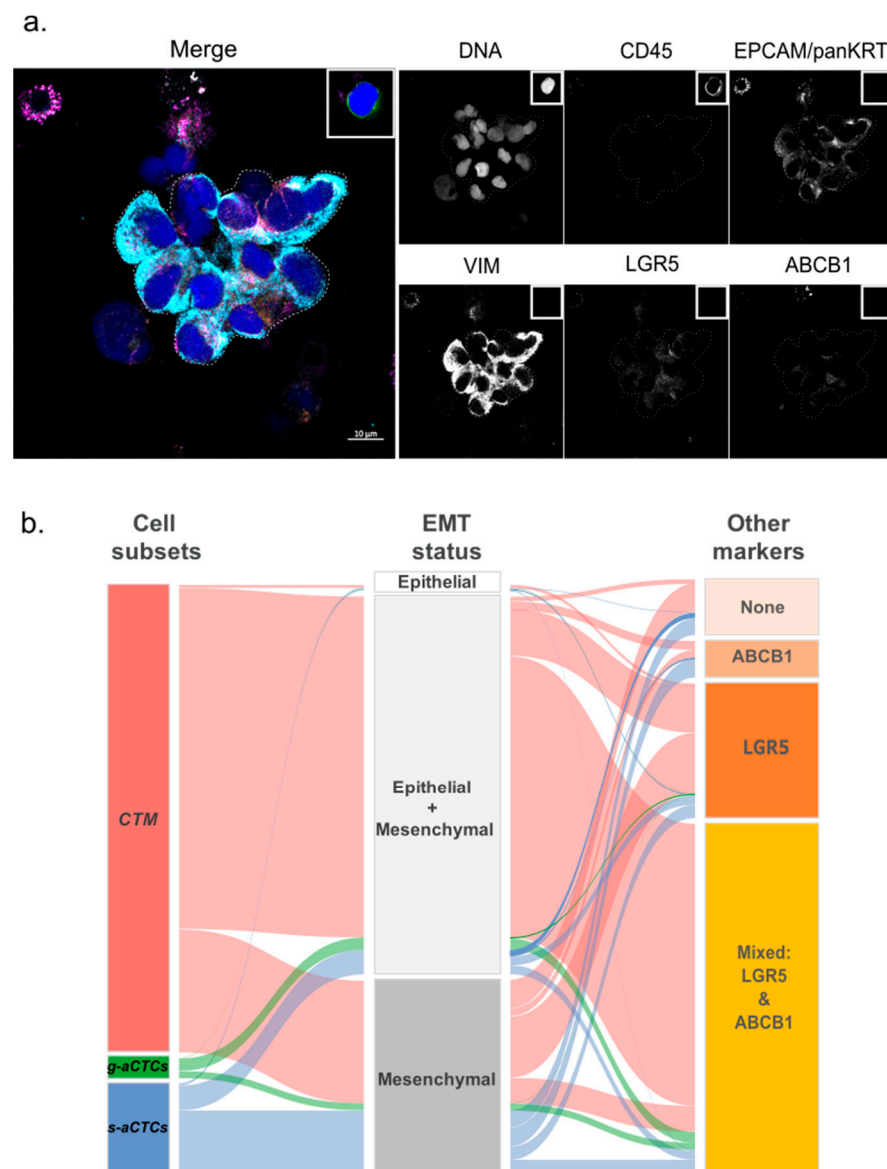 a.
Merge
DNA
CD45
EPCAM/panKRT
VIM
LGR5
ABCB1
10 µm
b.
Cell
subsets
EMT
status
Other
markers
CTM
g-aCTCs
s-aCTCs
Epithelial
Epithelial
+
Mesenchymal
Mesenchymal
None
ABCB1
LGR5
Mixed:
LGR5
&
ABCB1